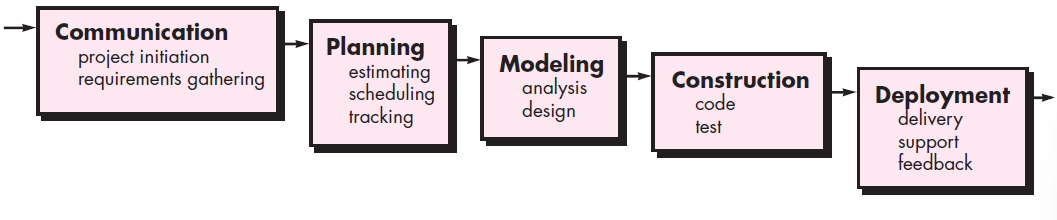 Communication
project initiation
requirements gathering
Planning
estimating
scheduling
tracking
Modeling
analysis
design
Construction
code
test
Deployment
delivery
support
feedback